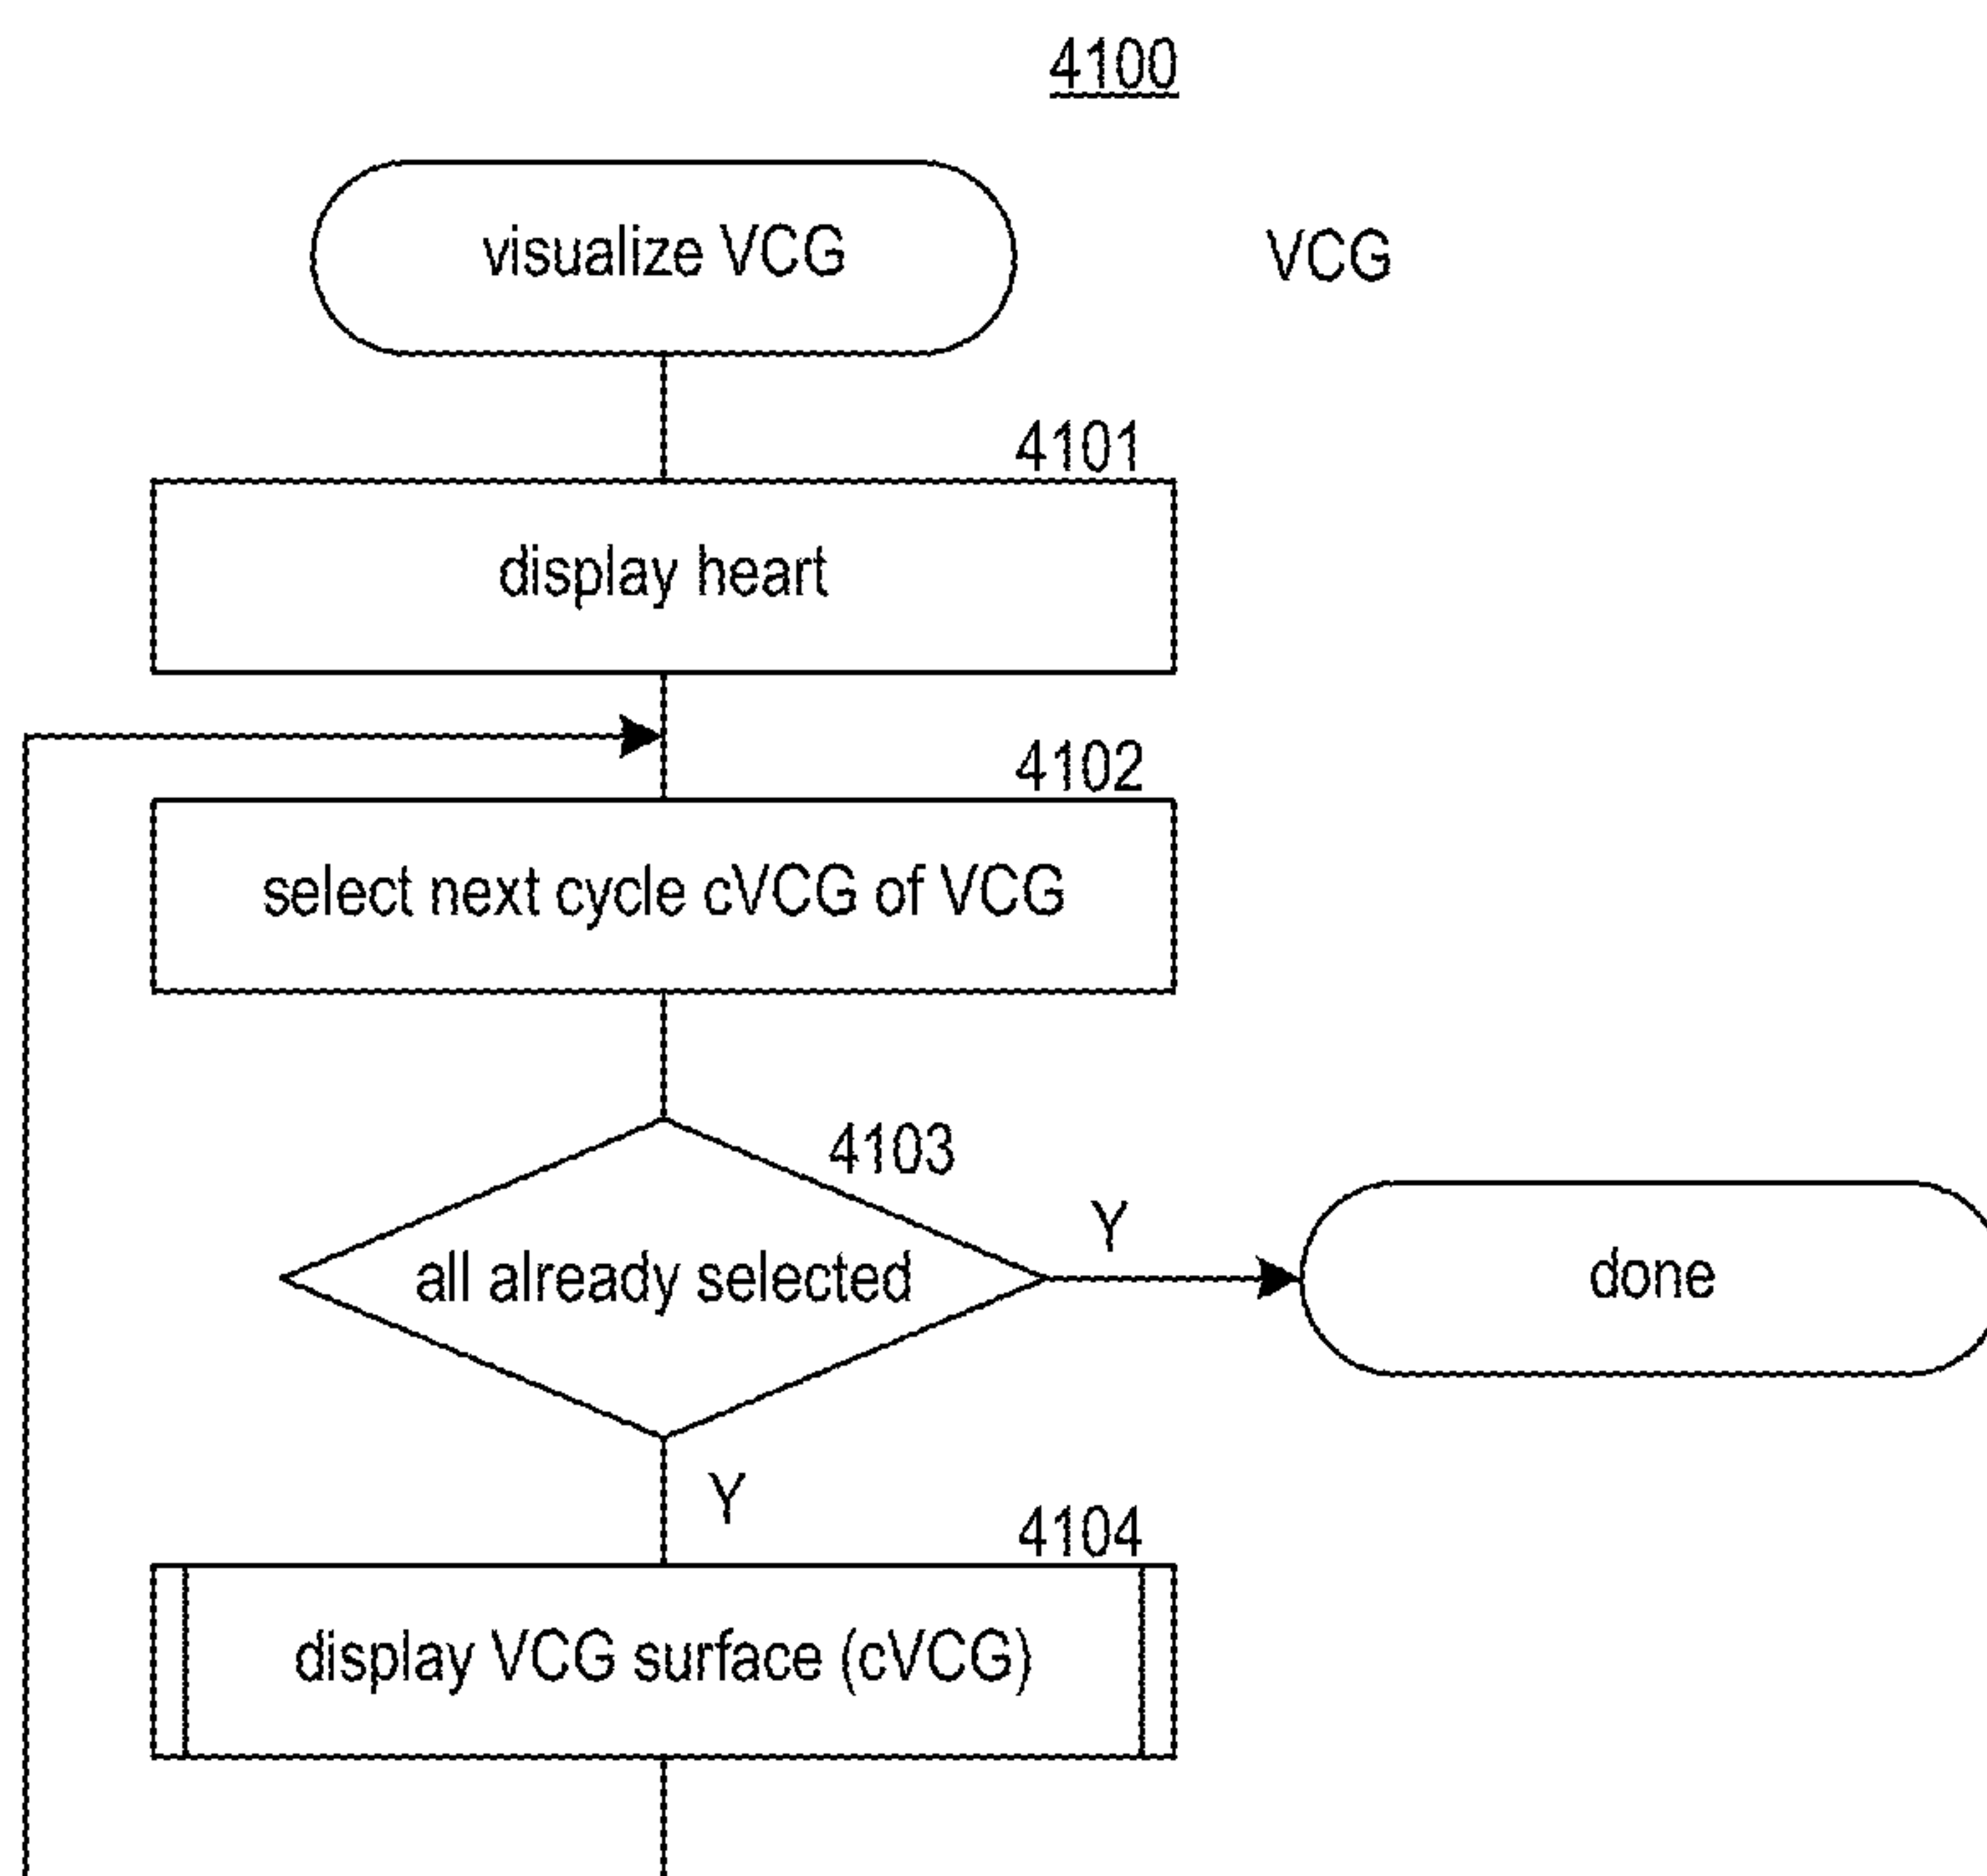 4100
visualize VCG
VCG
4101
display heart
4102
select next cycle cVCG of VCG
4103
all already selected
Y
done
Y
4104
display VCG surface (cVCG)